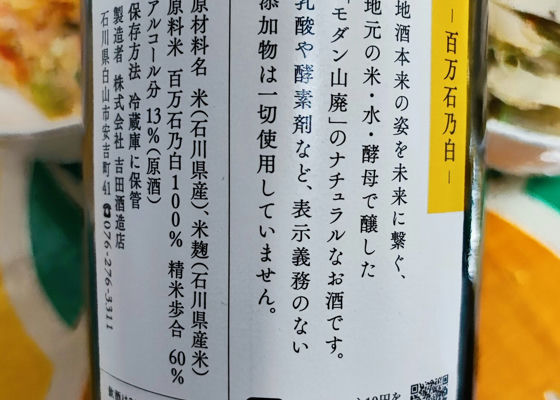 ― 百万石乃白 ―
地酒本来の姿を未来に繋ぐ、
地元の米・水・酵母で醸した
「モダン山廃」のナチュラルなお酒です。
乳酸や酵素剤など、表示義務のない
添加物は一切使用していません。
原材料名 米（石川県産）、米麹（石川県産米）
原料米 百万石乃白100% 精米歩合 60%
アルコール分 13%（原酒）
保存方法 冷蔵庫に保管
製造者 株式会社 吉田酒造店
石川県白山市安吉町41 ☎076-276-3311